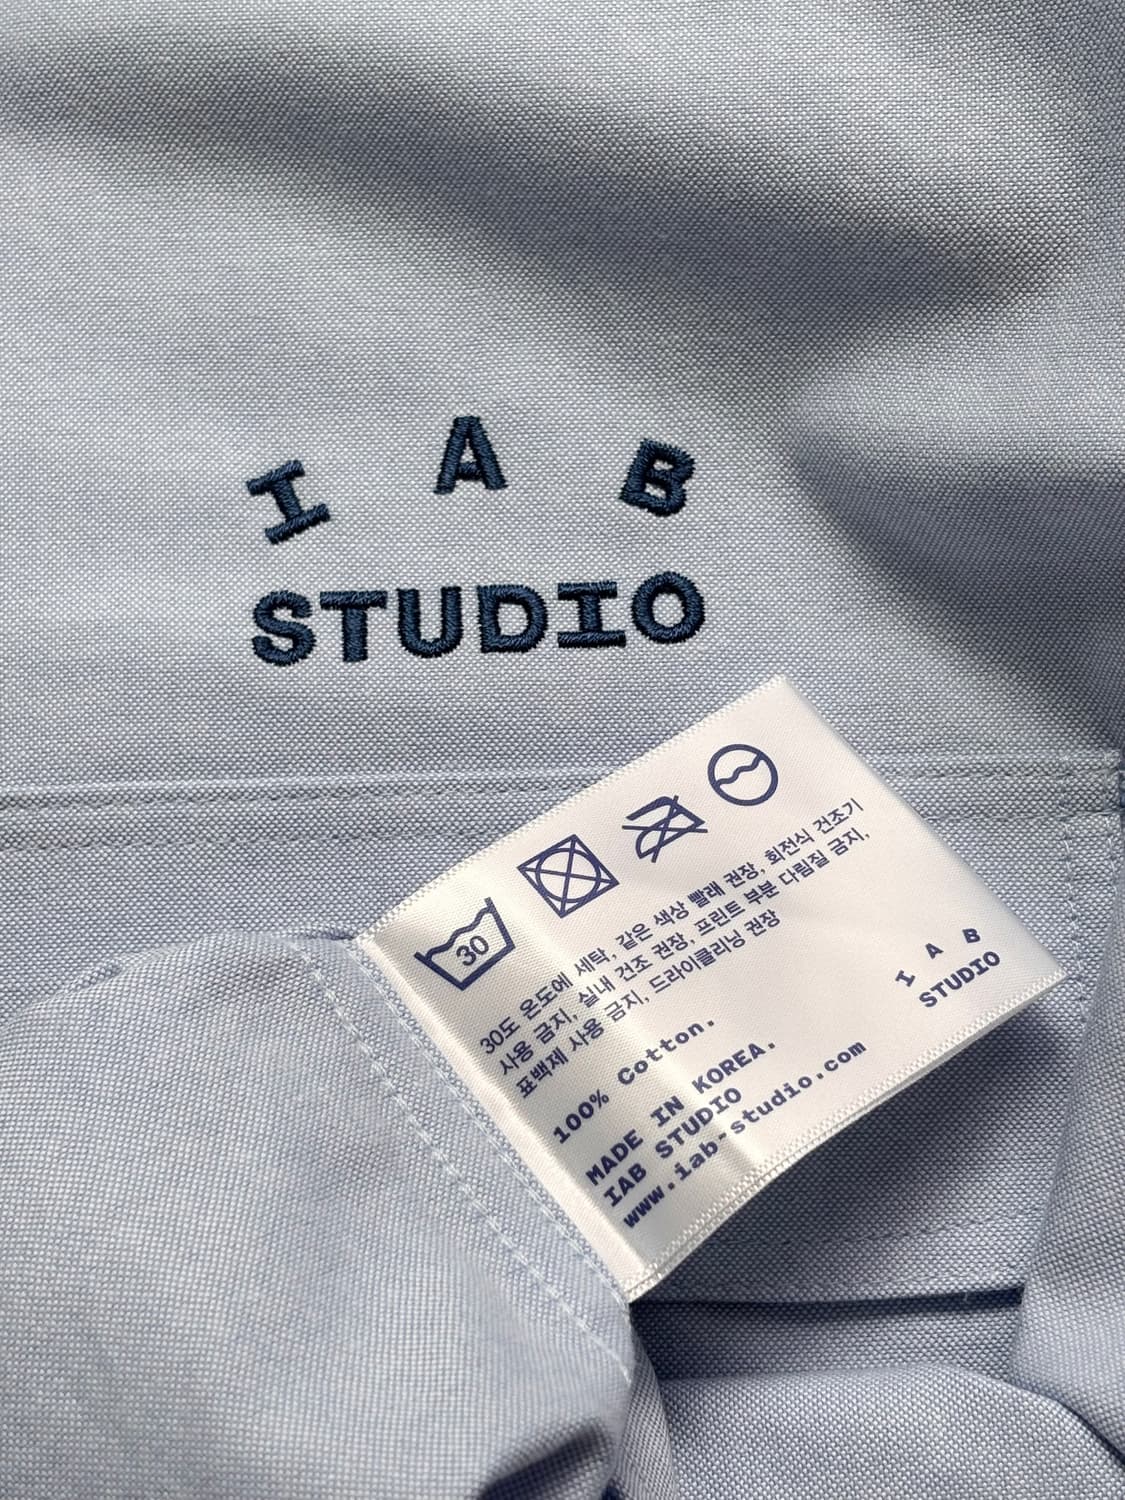 I A B
STUDIO
30
30도 온도에 세탁, 같은 색상 빨래 권장, 회전식 건조기
사용 금지, 실내 건조 권장, 프린트 부분 다림질 금지,
표백제 사용 금지, 드라이클리닝 권장
100% Cotton.
MADE IN KOREA.
IAB STUDIO
www.iab-studio.com
I A B
STUDIO